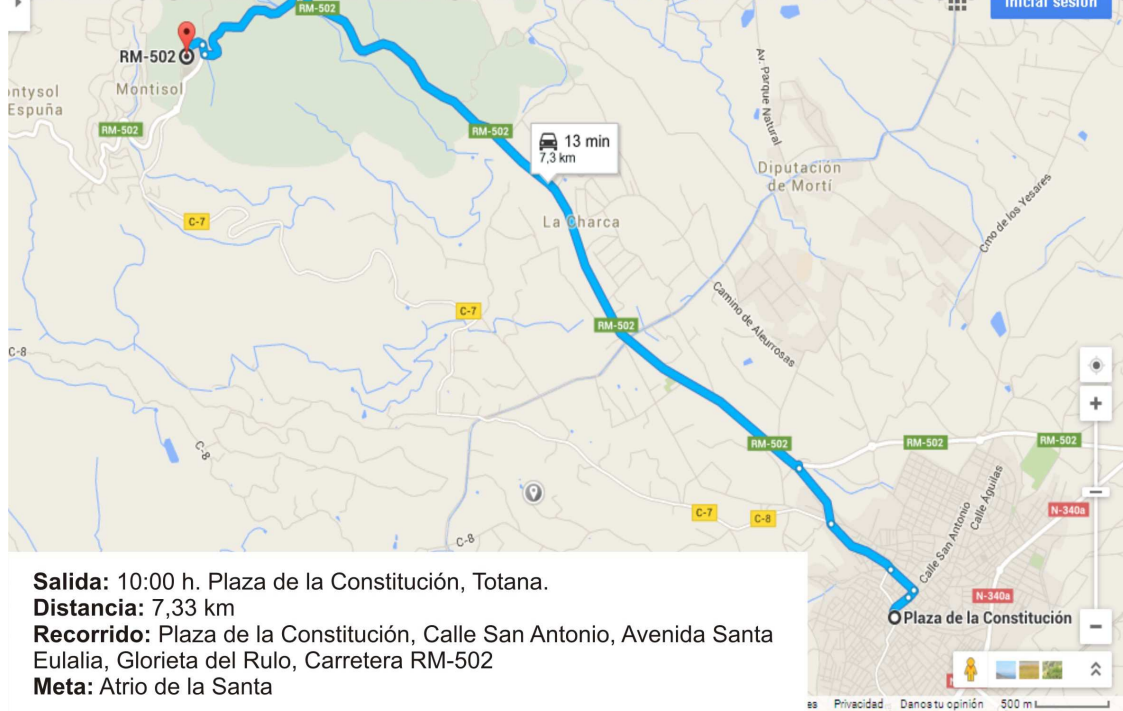 Iniciar sesión
RM-502
RM-502
Montisol
ntysol
Espuña
RM-502
RM-502
13 min
7,3 km
Av. Parque Natural
Diputación
de Mortí
Cmo de los Yesares
C-7
La Charca
C-7
RM-502
Camino de Aleurrosas
C-8
C-8
RM-502
RM-502
RM-502
Calle Águilas
Calle San Antonio
N-340a
C-7
C-8
C-8
N-340a
Plaza de la Constitución
Salida: 10:00 h. Plaza de la Constitución, Totana.
Distancia: 7,33 km
Recorrido: Plaza de la Constitución, Calle San Antonio, Avenida Santa
Eulalia, Glorieta del Rulo, Carretera RM-502
Meta: Atrio de la Santa
N
es Privacidad Danos tu opinión 500 m